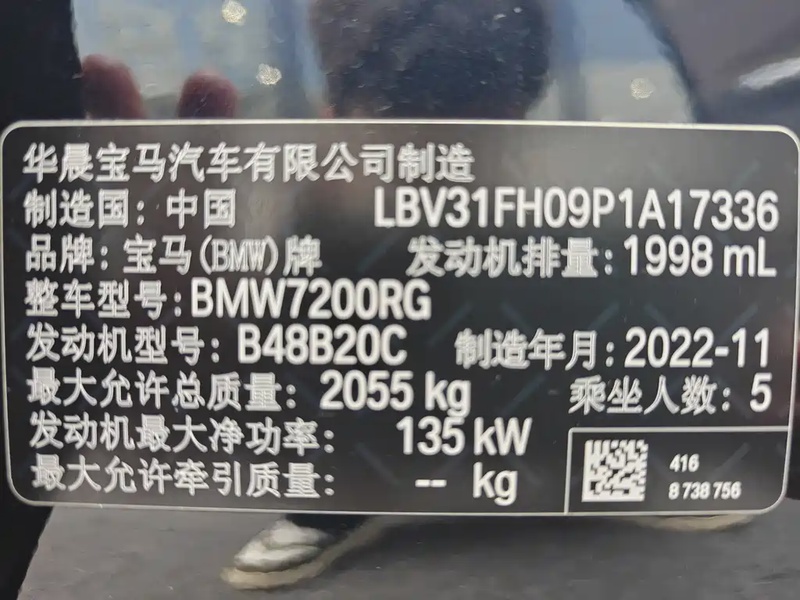 华晨宝马汽车有限公司制造
制造国: 中国 LBV31FH09P1A17336
品牌: 宝马(BMW)牌 发动机排量: 1998 mL
整车型号: BMW7200RG
发动机型号: B48B20C 制造年月: 2022-11
最大允许总质量: 2055 kg 乘坐人数: 5
发动机最大净功率: 135 kW
最大允许牵引质量: -- kg
416
8 738 756